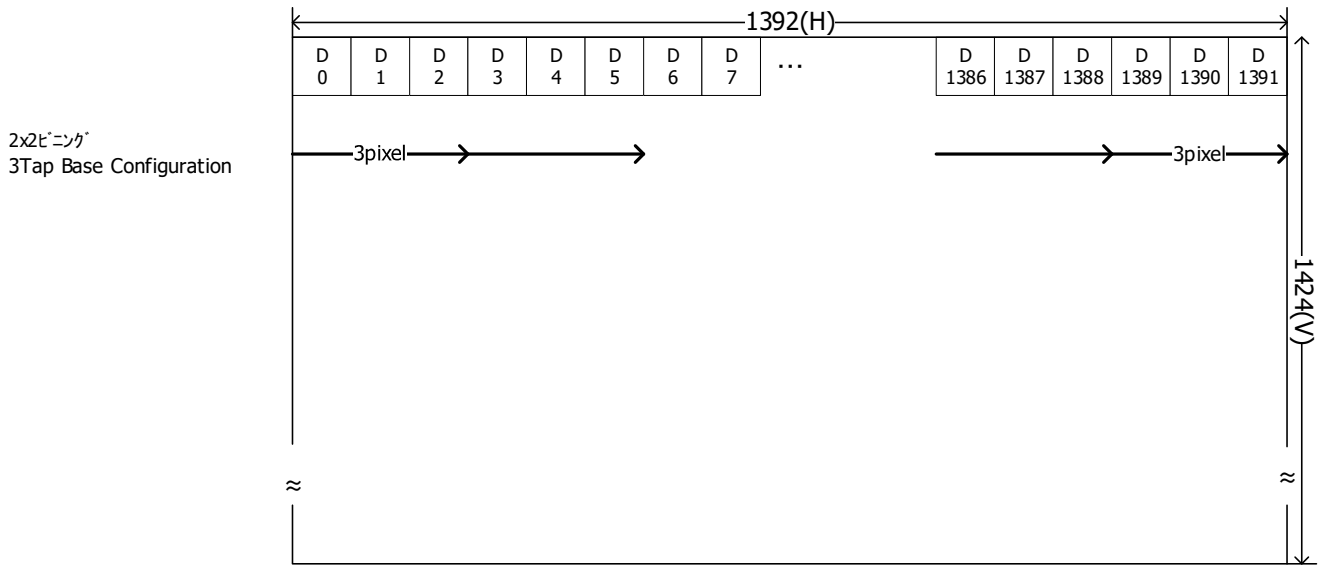 1392(H)
D 0 D 1 D 2 D 3 D 4 D 5 D 6 D 7 ... D 1386 D 1387 D 1388 D 1389 D 1390 D 1391
2x2ﾋﾞﾆﾝｸﾞ
3Tap Base Configuration
3pixel 3pixel
1424(V)
≈ ≈